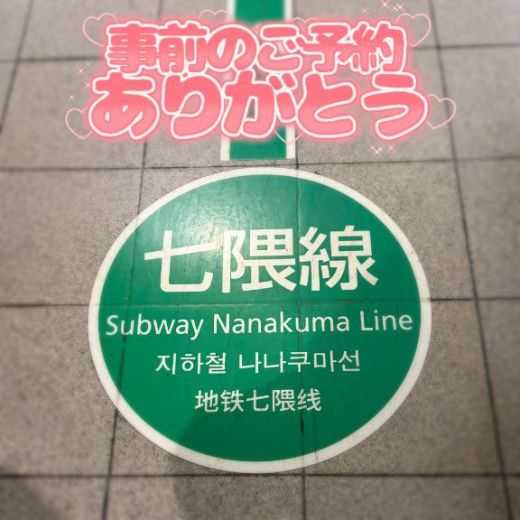 事前のご予約
ありがとう
七隈線
Subway Nanakuma Line
지하철 나나쿠마선
地铁七隈线